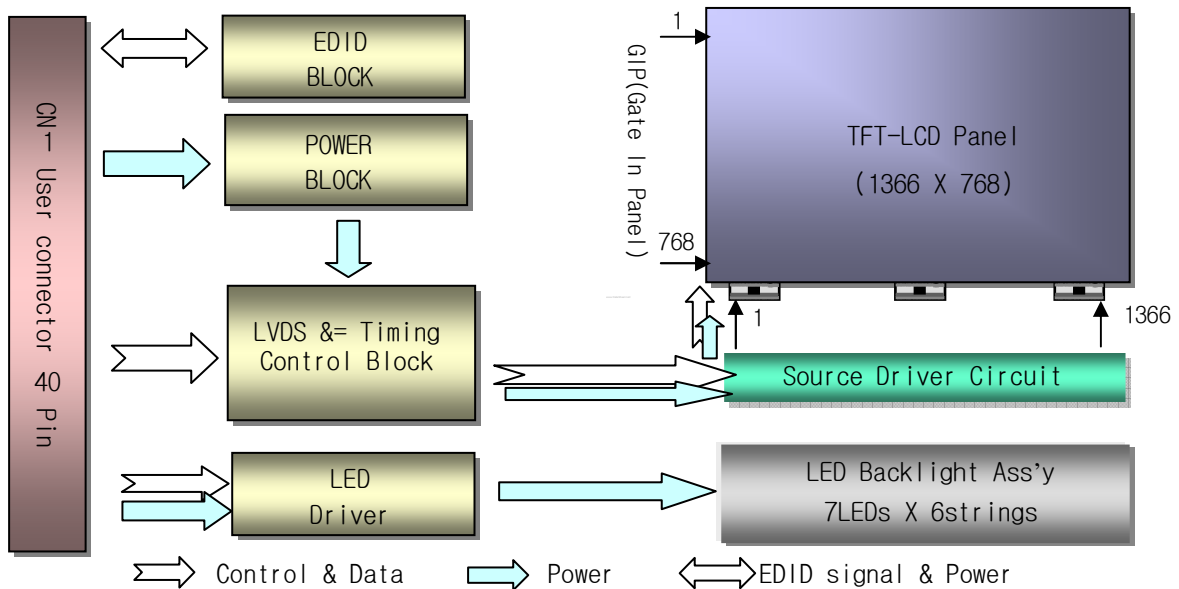 CN-1 User connector 40 Pin
EDID
BLOCK
POWER
BLOCK
LVDS &= Timing
Control Block
LED
Driver
1
GIP(Gate In Panel)
768
TFT-LCD Panel
(1366 X 768)
1
1366
Source Driver Circuit
LED Backlight Ass’y
7LEDs X 6strings
Control & Data
Power
EDID signal & Power